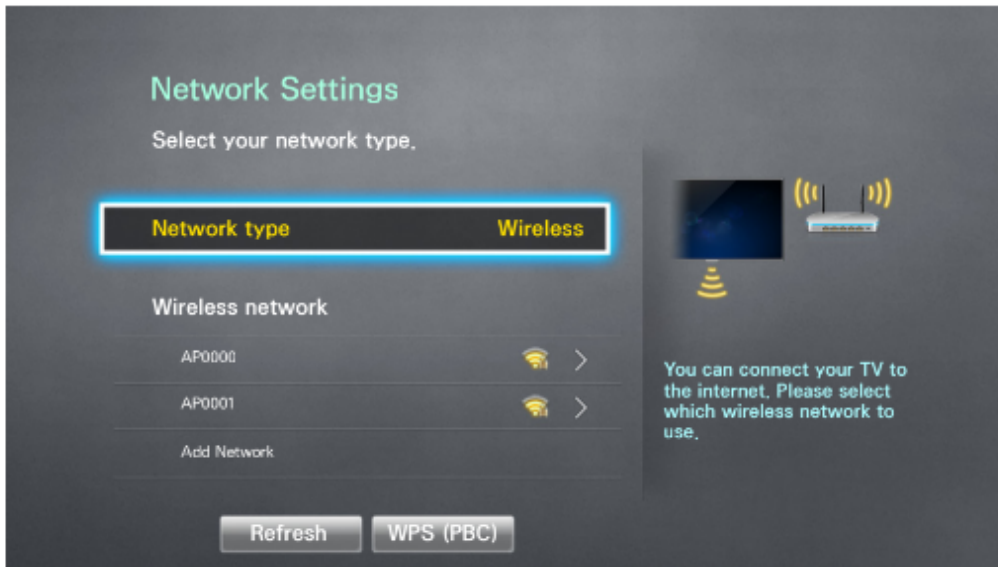 Network Settings
Select your network type.
Network type Wireless
Wireless network
AP0000
AP0001
Add Network
You can connect your TV to
the internet. Please select
which wireless network to
use.
Refresh WPS (PBC)